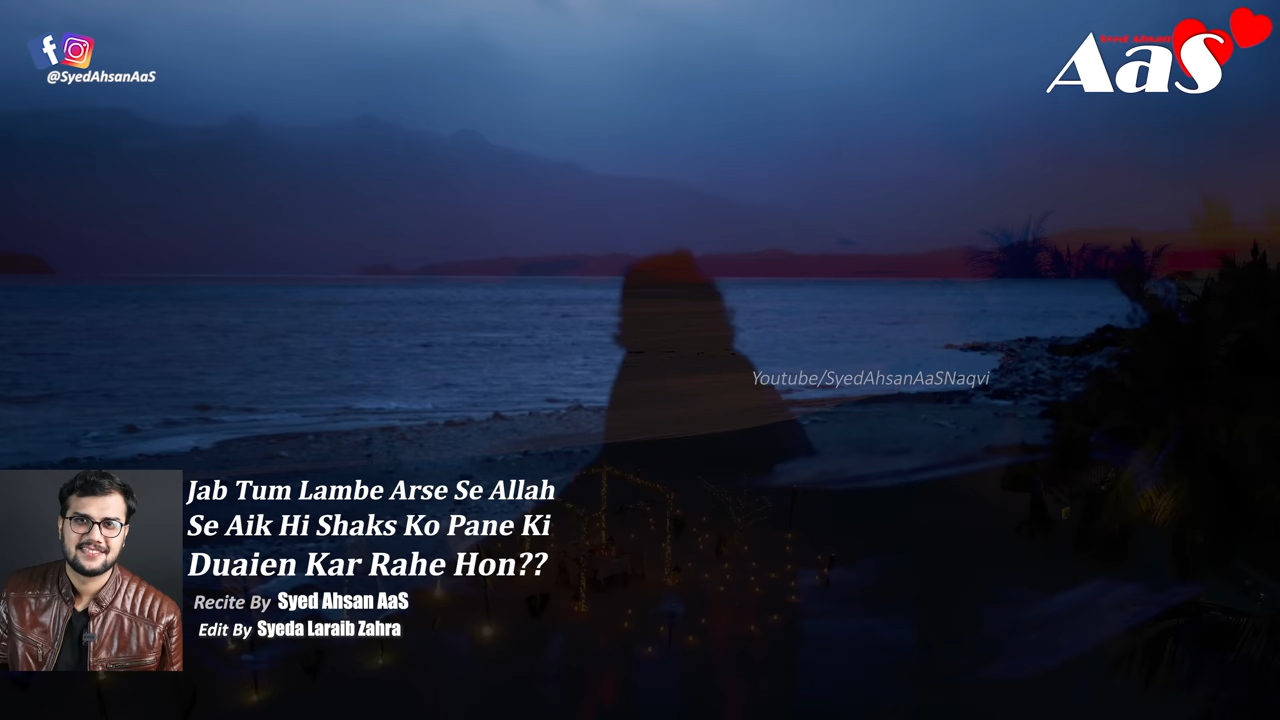 @SyedAhsanAaS
Syed Ahsan
AaS
Youtube/SyedAhsanAaSNaqvi
Jab Tum Lambe Arse Se Allah
Se Aik Hi Shaks Ko Pane Ki
Duaien Kar Rahe Hon??
Recite By Syed Ahsan AaS
Edit By Syeda Laraib Zahra